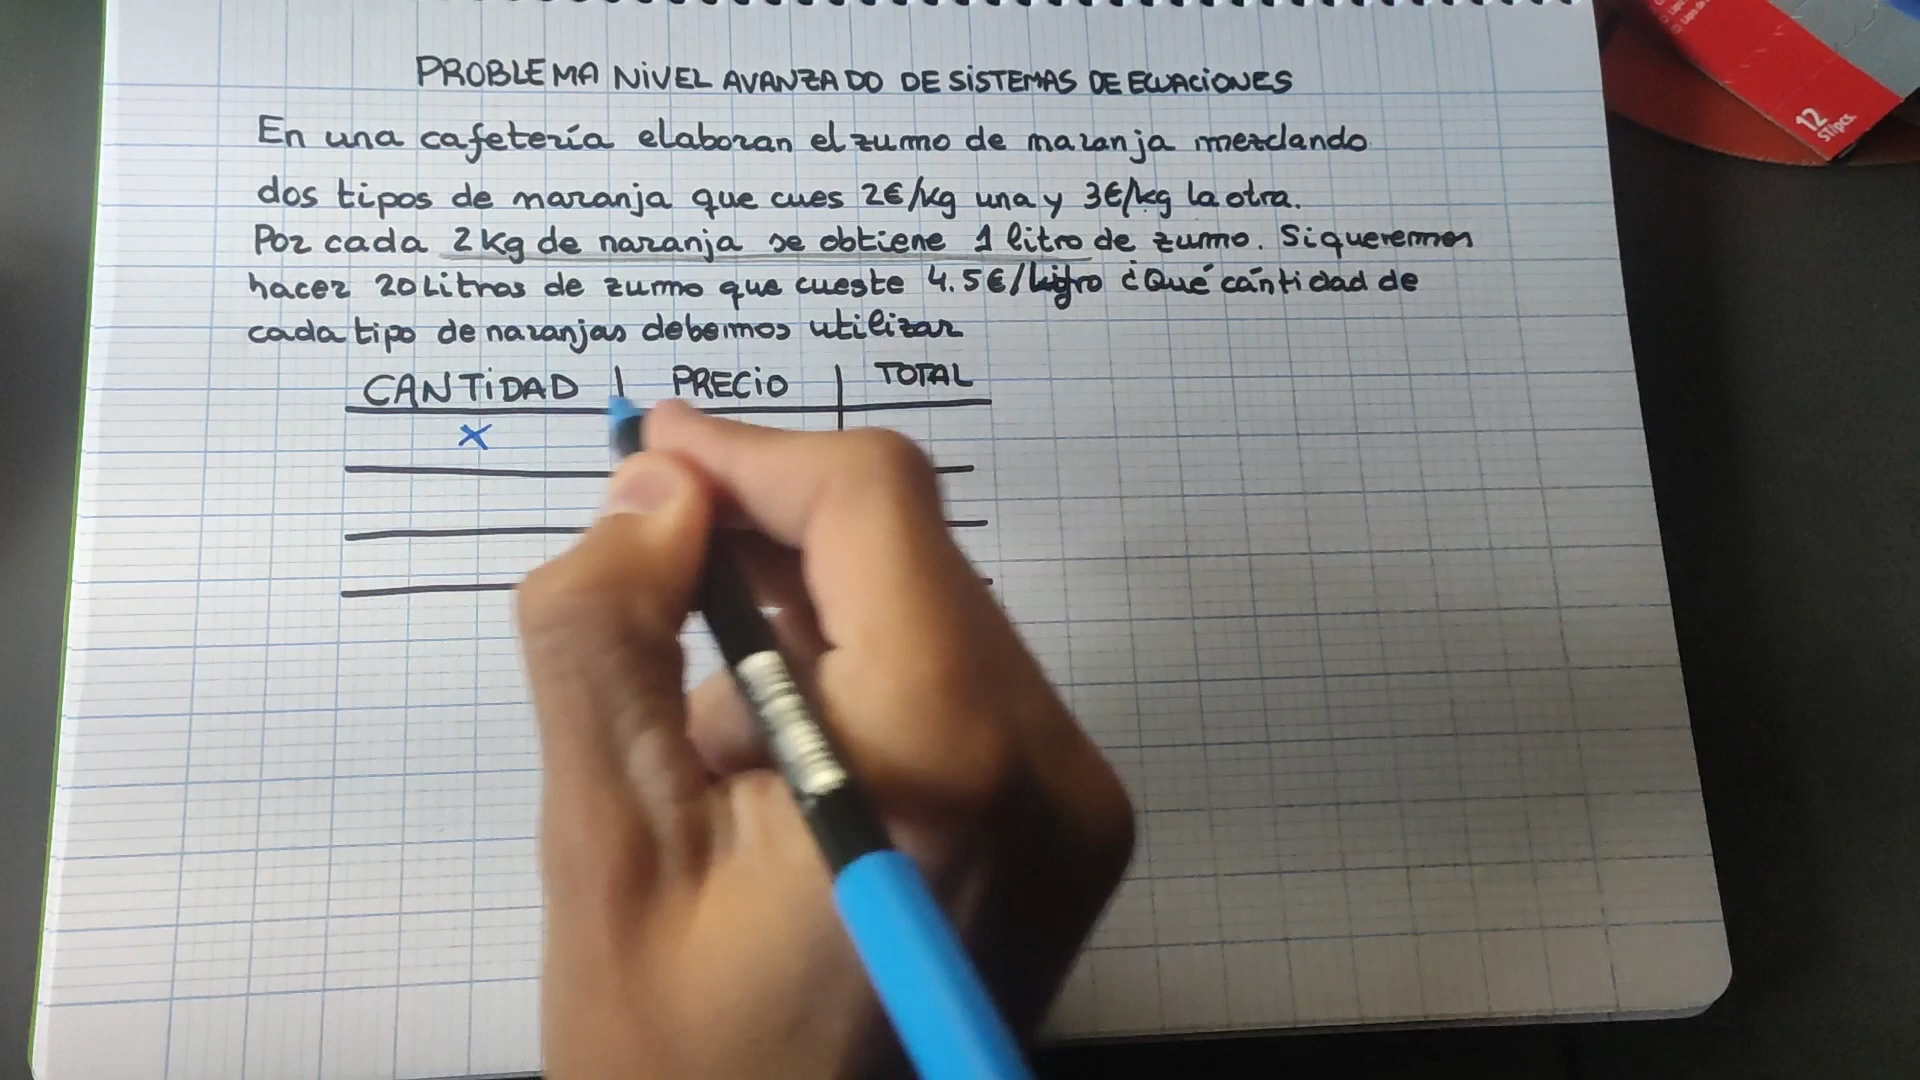 PROBLEMA NIVEL AVANZADO DE SISTEMAS DE ECUACIONES
En una cafetería elaboran el zumo de naranja mezclando
dos tipos de naranja que cues 2€/kg una y 3€/kg la otra.
Por cada 2kg de naranja se obtiene 1 litro de zumo. Si queremos
hacer 20 Litros de zumo que cueste 4.5€/ ¿Qué cántidad de
cada tipo de naranjas debemos utilizar
CANTIDAD | PRECIO | TOTAL
x
12
ST/pcs.